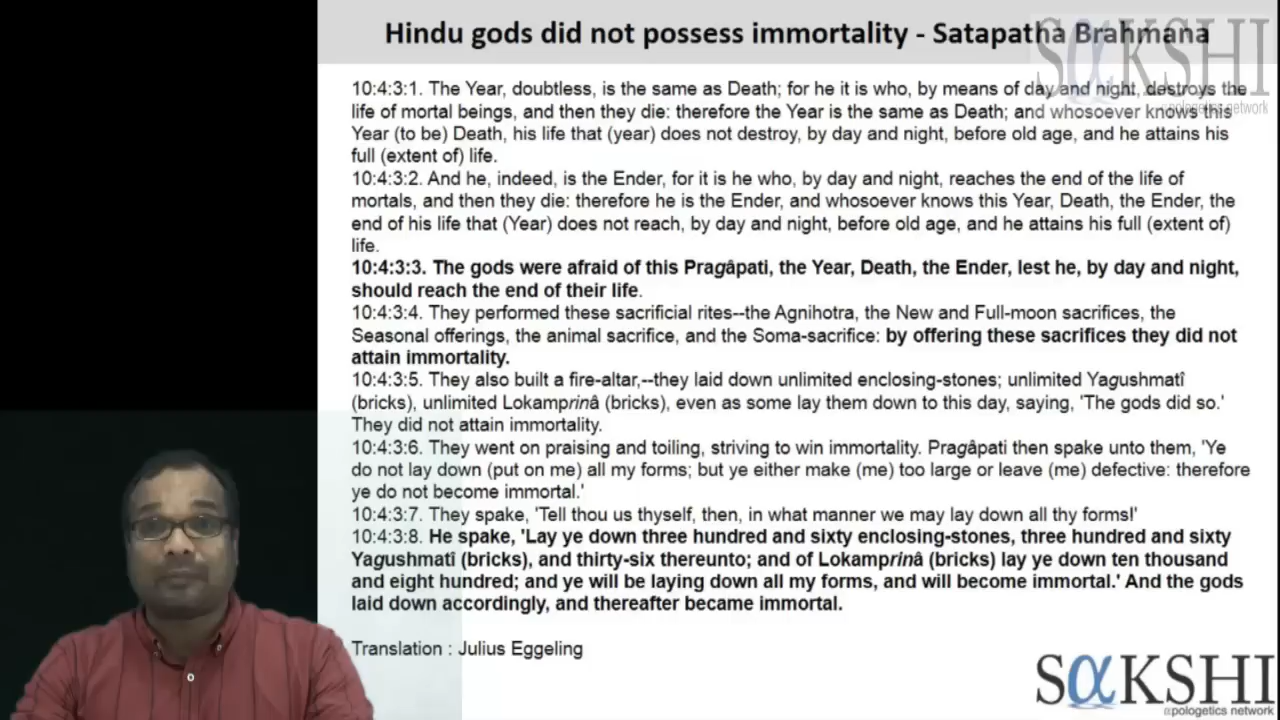 Hindu gods did not possess immortality - Satapatha Brahmana
SαKSHI
αpologetics network
10:4:3:1. The Year, doubtless, is the same as Death; for he it is who, by means of day and night, destroys the
life of mortal beings, and then they die: therefore the Year is the same as Death; and whosoever knows this
Year (to be) Death, his life that (year) does not destroy, by day and night, before old age, and he attains his
full (extent of) life.
10:4:3:2. And he, indeed, is the Ender, for it is he who, by day and night, reaches the end of the life of
mortals, and then they die: therefore he is the Ender, and whosoever knows this Year, Death, the Ender, the
end of his life that (Year) does not reach, by day and night, before old age, and he attains his full (extent of)
life.
10:4:3:3. The gods were afraid of this Pragâpati, the Year, Death, the Ender, lest he, by day and night,
should reach the end of their life.
10:4:3:4. They performed these sacrificial rites--the Agnihotra, the New and Full-moon sacrifices, the
Seasonal offerings, the animal sacrifice, and the Soma-sacrifice: by offering these sacrifices they did not
attain immortality.
10:4:3:5. They also built a fire-altar,--they laid down unlimited enclosing-stones; unlimited Yagushmatî
(bricks), unlimited Lokamprinâ (bricks), even as some lay them down to this day, saying, 'The gods did so.'
They did not attain immortality.
10:4:3:6. They went on praising and toiling, striving to win immortality. Pragâpati then spake unto them, 'Ye
do not lay down (put on me) all my forms; but ye either make (me) too large or leave (me) defective: therefore
ye do not become immortal.'
10:4:3:7. They spake, 'Tell thou us thyself, then, in what manner we may lay down all thy forms!'
10:4:3:8. He spake, 'Lay ye down three hundred and sixty enclosing-stones, three hundred and sixty
Yagushmatî (bricks), and thirty-six thereunto; and of Lokamprinâ (bricks) lay ye down ten thousand
and eight hundred; and ye will be laying down all my forms, and will become immortal.' And the gods
laid down accordingly, and thereafter became immortal.
Translation : Julius Eggeling
SαKSHI
αpologetics network